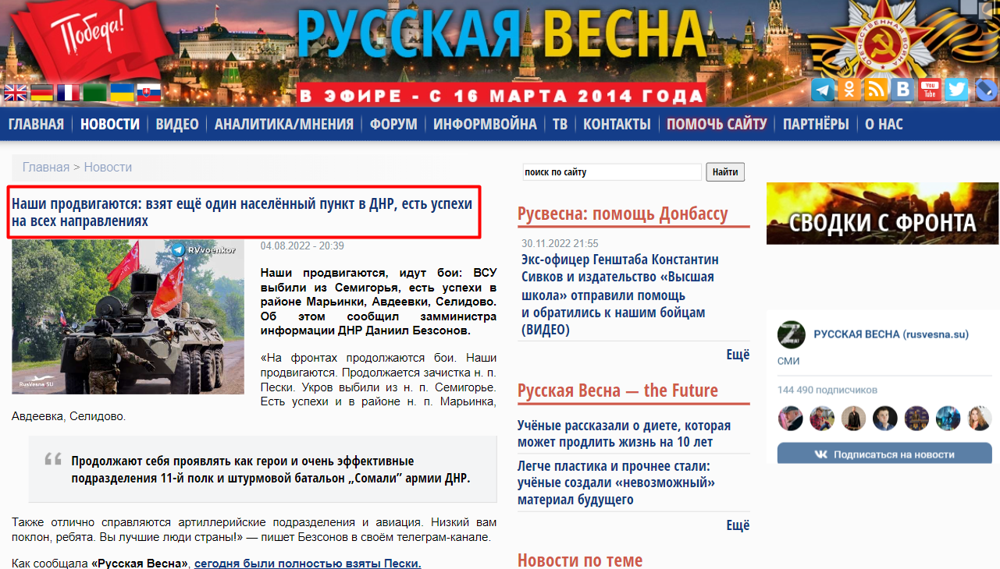 Победа!
РУССКАЯ ВЕСНА
В ЭФИРЕ - С 16 МАРТА 2014 ГОДА
ОТЕЧЕСТВЕННАЯ ВОЙНА
You
Tube
ГЛАВНАЯ НОВОСТИ ВИДЕО АНАЛИТИКА/МНЕНИЯ ФОРУМ ИНФОРМВОЙНА ТВ КОНТАКТЫ ПОМОЧЬ САЙТУ ПАРТНЁРЫ О НАС
Главная > Новости
Наши продвигаются: взят ещё один населённый пункт в ДНР, есть успехи
на всех направлениях
RVvoenkor
RusVesna SU
04.08.2022 - 20:39
Наши продвигаются, идут бои: ВСУ
выбили из Семигорья, есть успехи в
районе Марьинки, Авдеевки, Селидово.
Об этом сообщил замминистра
информации ДНР Даниил Безсонов.
«На фронтах продолжаются бои. Наши
продвигаются. Продолжается зачистка н. п.
Пески. Укров выбили из н. п. Семигорье.
Есть успехи и в районе н. п. Марьинка,
Авдеевка, Селидово.
Продолжают себя проявлять как герои и очень эффективные
подразделения 11-й полк и штурмовой батальон „Сомали” армии ДНР.
Также отлично справляются артиллерийские подразделения и авиация. Низкий вам
поклон, ребята. Вы лучшие люди страны!» — пишет Безсонов в своём телеграм-канале.
Как сообщала «Русская Весна», сегодня были полностью взяты Пески.
поиск по сайту
Найти
Русвесна: помощь Донбассу
30.11.2022 21:55
Экс-офицер Генштаба Константин
Сивков и издательство «Высшая
школа» отправили помощь
и обратились к нашим бойцам
(ВИДЕО)
Ещё
Русская Весна — the Future
Учёные рассказали о диете, которая
может продлить жизнь на 10 лет
Легче пластика и прочнее стали:
учёные создали «невозможный»
материал будущего
Ещё
Новости по теме
СВОДКИ С ФРОНТА
РУССКАЯ ВЕСНА (rusvesna.su)
СМИ
144 490 подписчиков
Подписаться на новости